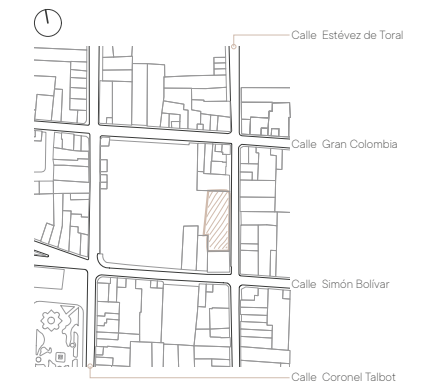 Calle Estévez de Toral
Calle Gran Colombia
Calle Simón Bolívar
Calle Coronel Talbot